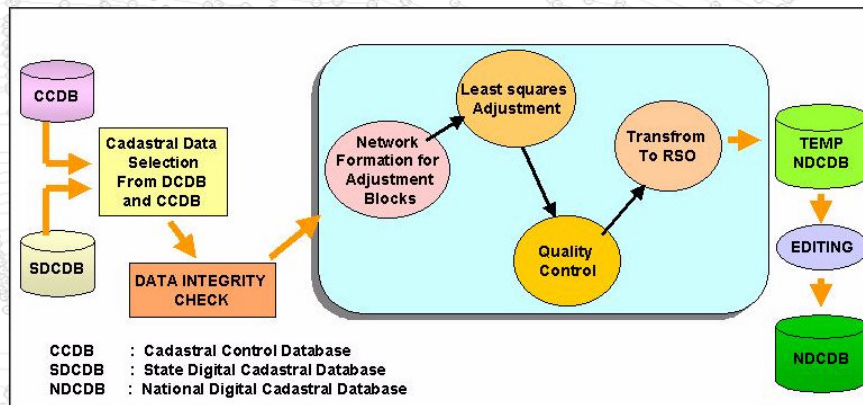 CCDB
Cadastral Data
Selection
From DCDB
and CCDB
SDCDB
DATA INTEGRITY
CHECK
Network
Formation for
Adjustment
Blocks
Least squares
Adjustment
Quality
Control
Transfrom
To RSO
TEMP
NDCDB
EDITING
NDCDB
CCDB : Cadastral Control Database
SDCDB : State Digital Cadastral Database
NDCDB : National Digital Cadastral Database